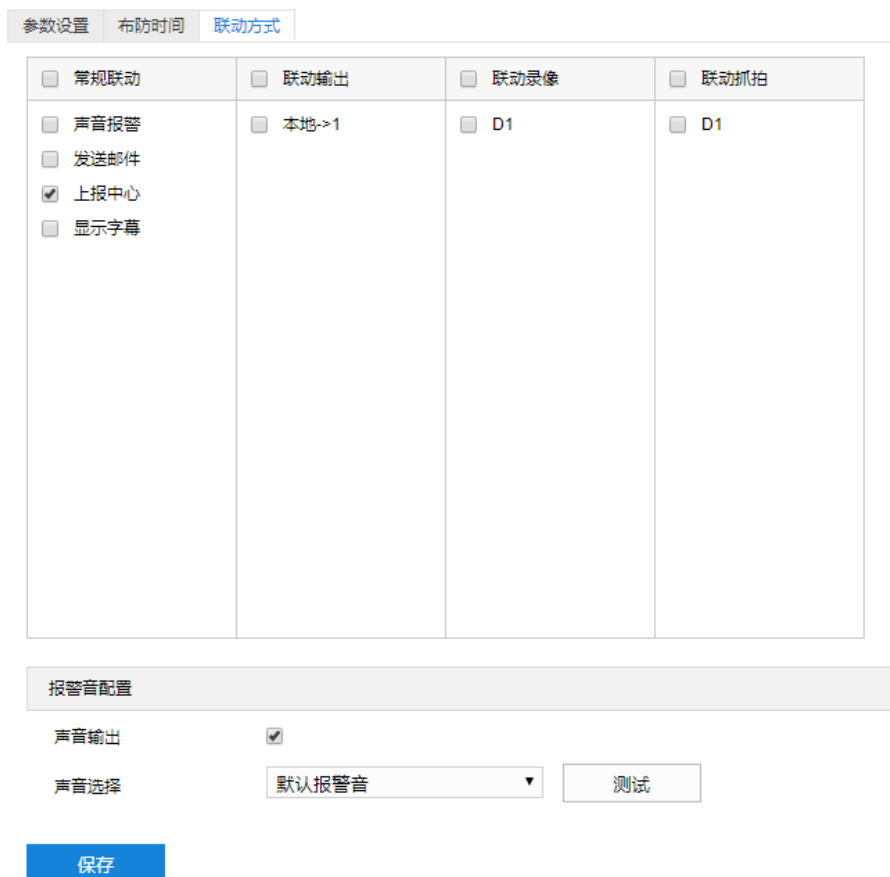 参数设置 布防时间 联动方式
常规联动 联动输出 联动录像 联动抓拍
声音报警 本地->1 D1 D1
发送邮件
上报中心
显示字幕
报警音配置
声音输出
声音选择 默认报警音 测试
保存